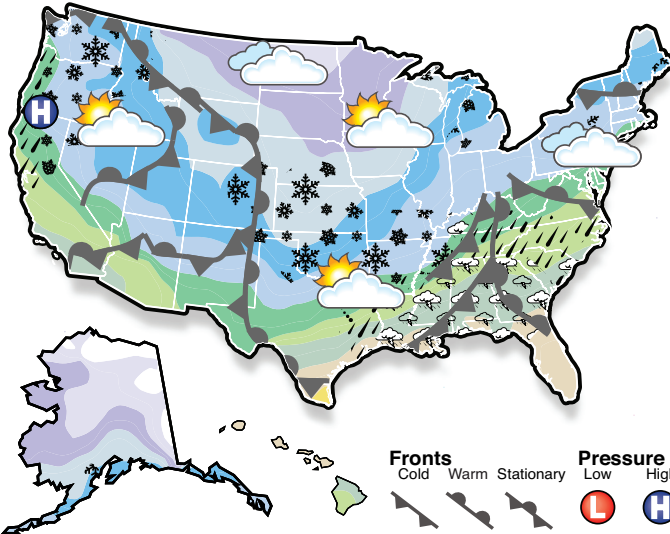 H
Fronts
Pressure
Cold Warm Stationary Low High
L H